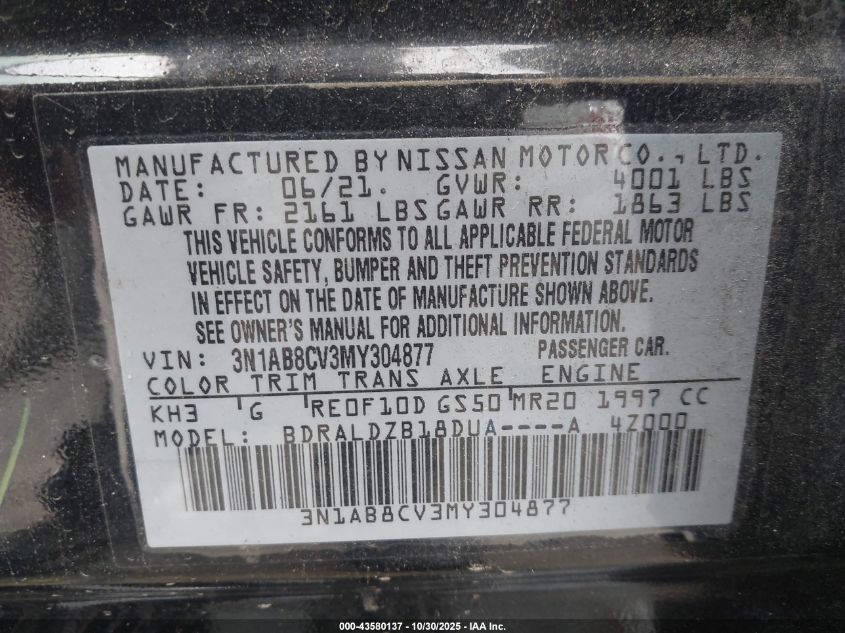 MANUFACTURED BY NISSAN MOTOR CO., LTD.
DATE: 06/21. GVWR: 4001 LBS
GAWR FR: 2161 LBS GAWR RR: 1863 LBS
THIS VEHICLE CONFORMS TO ALL APPLICABLE FEDERAL MOTOR
VEHICLE SAFETY, BUMPER AND THEFT PREVENTION STANDARDS
IN EFFECT ON THE DATE OF MANUFACTURE SHOWN ABOVE.
SEE OWNER'S MANUAL FOR ADDITIONAL INFORMATION.
VIN: 3N1AB8CV3MY304877 PASSENGER CAR.
COLOR TRIM TRANS AXLE ENGINE
KH3 G RE0F10D GS50 MR20 1997 CC
MODEL: BDRALDZB18DUA----A 4Z000
3N1AB8CV3MY304877
000-43580137 - 10/30/2025 - IAA Inc.